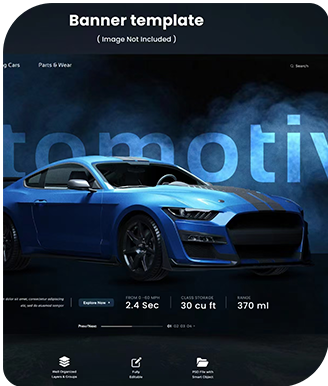 Banner template
( Image Not Included )
ng Cars Parts & Wear Search
tomotiv
dolor sit amet, consectetur adipiscing
elit, sed do eiusmod tempor
Explore Now
FROM 0 -60 MPH CLASS STORAGE RANGE
2.4 Sec 30 cu ft 370 ml
Prev/Next 01 02 03 04
Well Organized
Layers & Groups
Fully
Editable
PSD File with
Smart Object